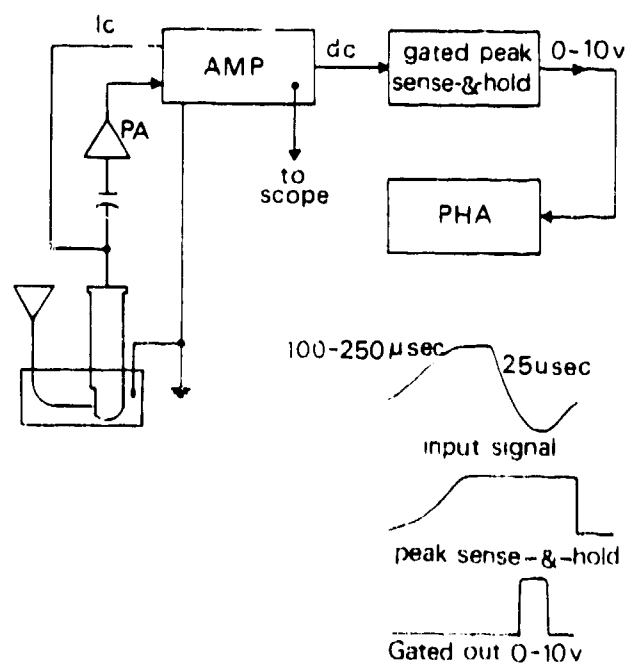 Ic
AMP
dc
gated peak
sense-&hold
0-10v
PA
to
scope
PHA
100-250μsec
25usec
input signal
peak sense-&-hold
Gated out 0-10v